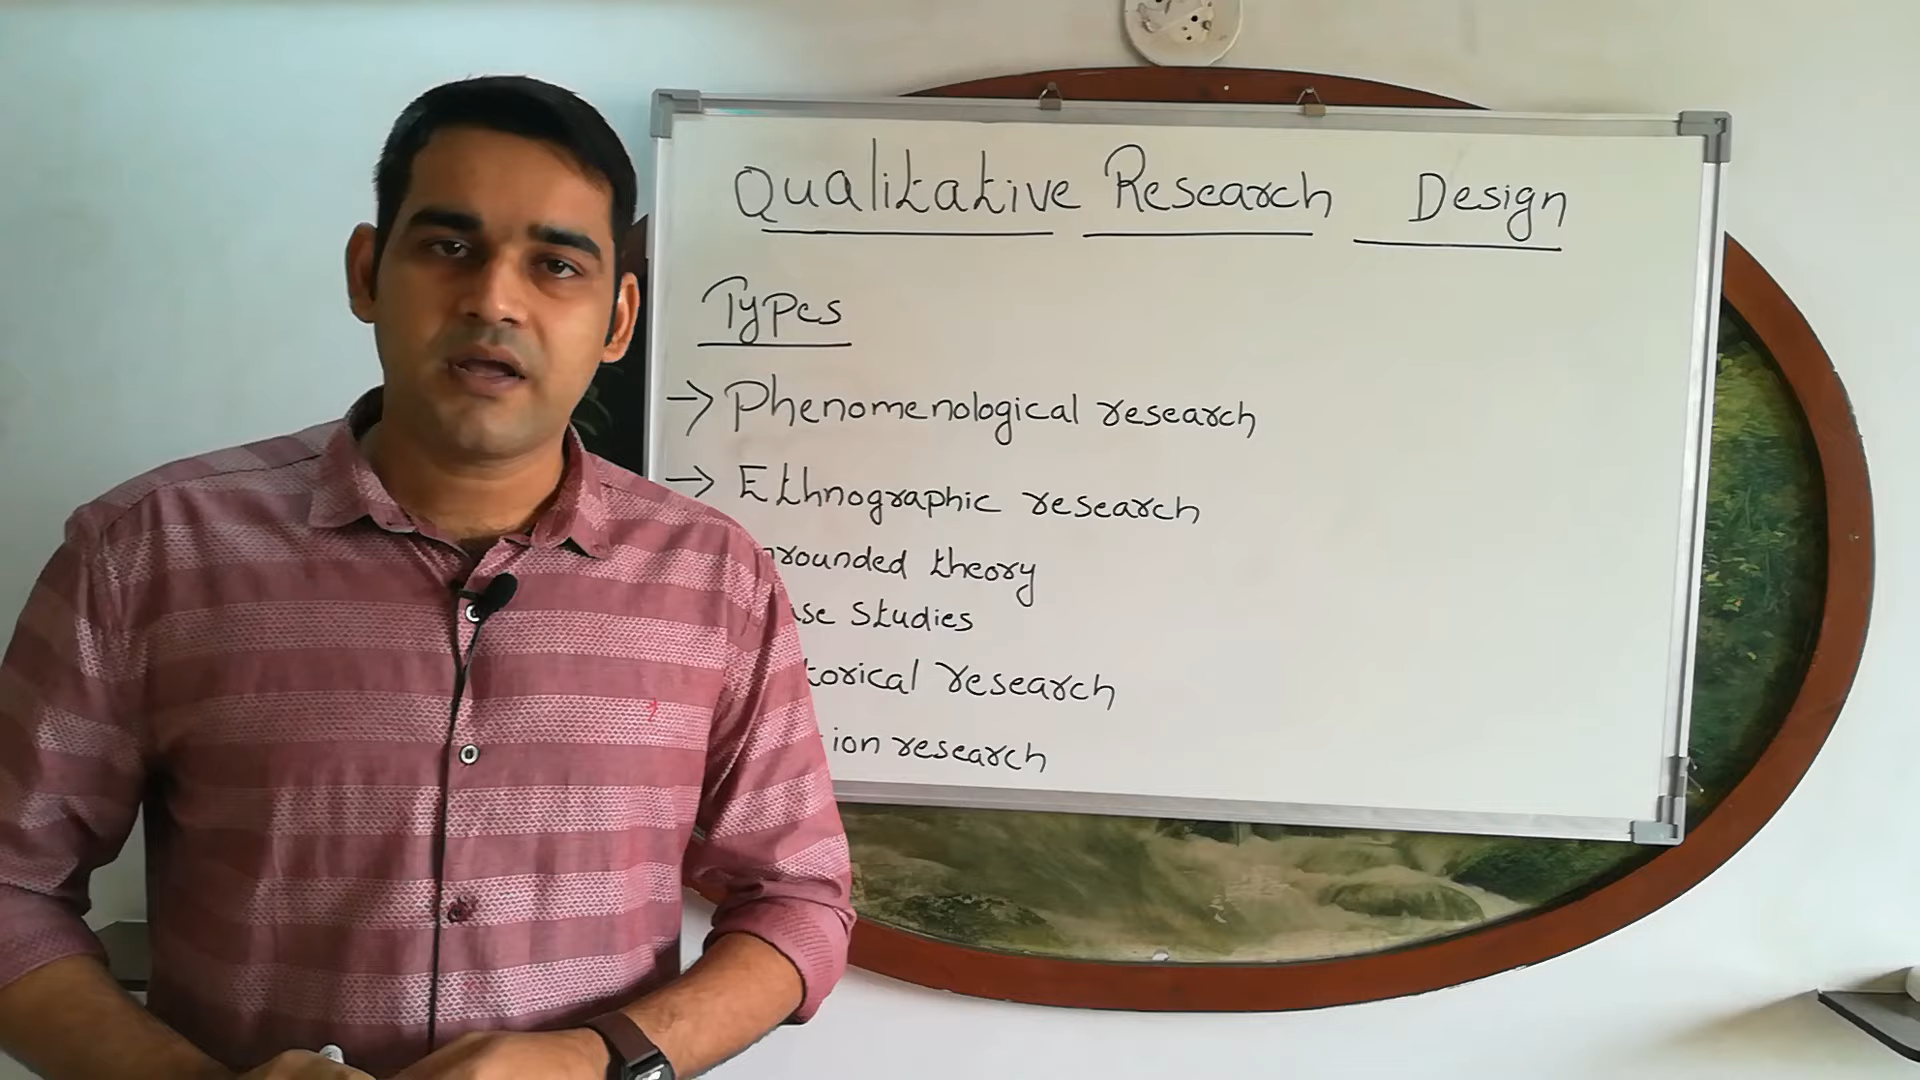 Qualitative Research Design
Types
→ Phenomenological research
→ Ethnographic research
rounded theory
se Studies
torical research
ion research